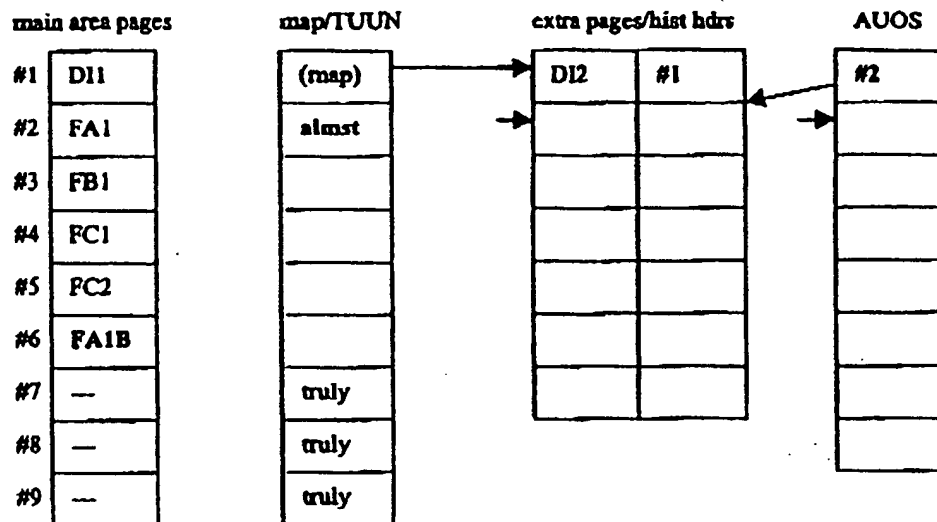 main area pages map/TUUN extra pages/hist hdrs AUOS
#1 DI1 (map) DI2 #1 #2
#2 FA1 almst
#3 FB1
#4 FC1
#5 FC2
#6 FA1B
#7 — truly
#8 — truly
#9 — truly